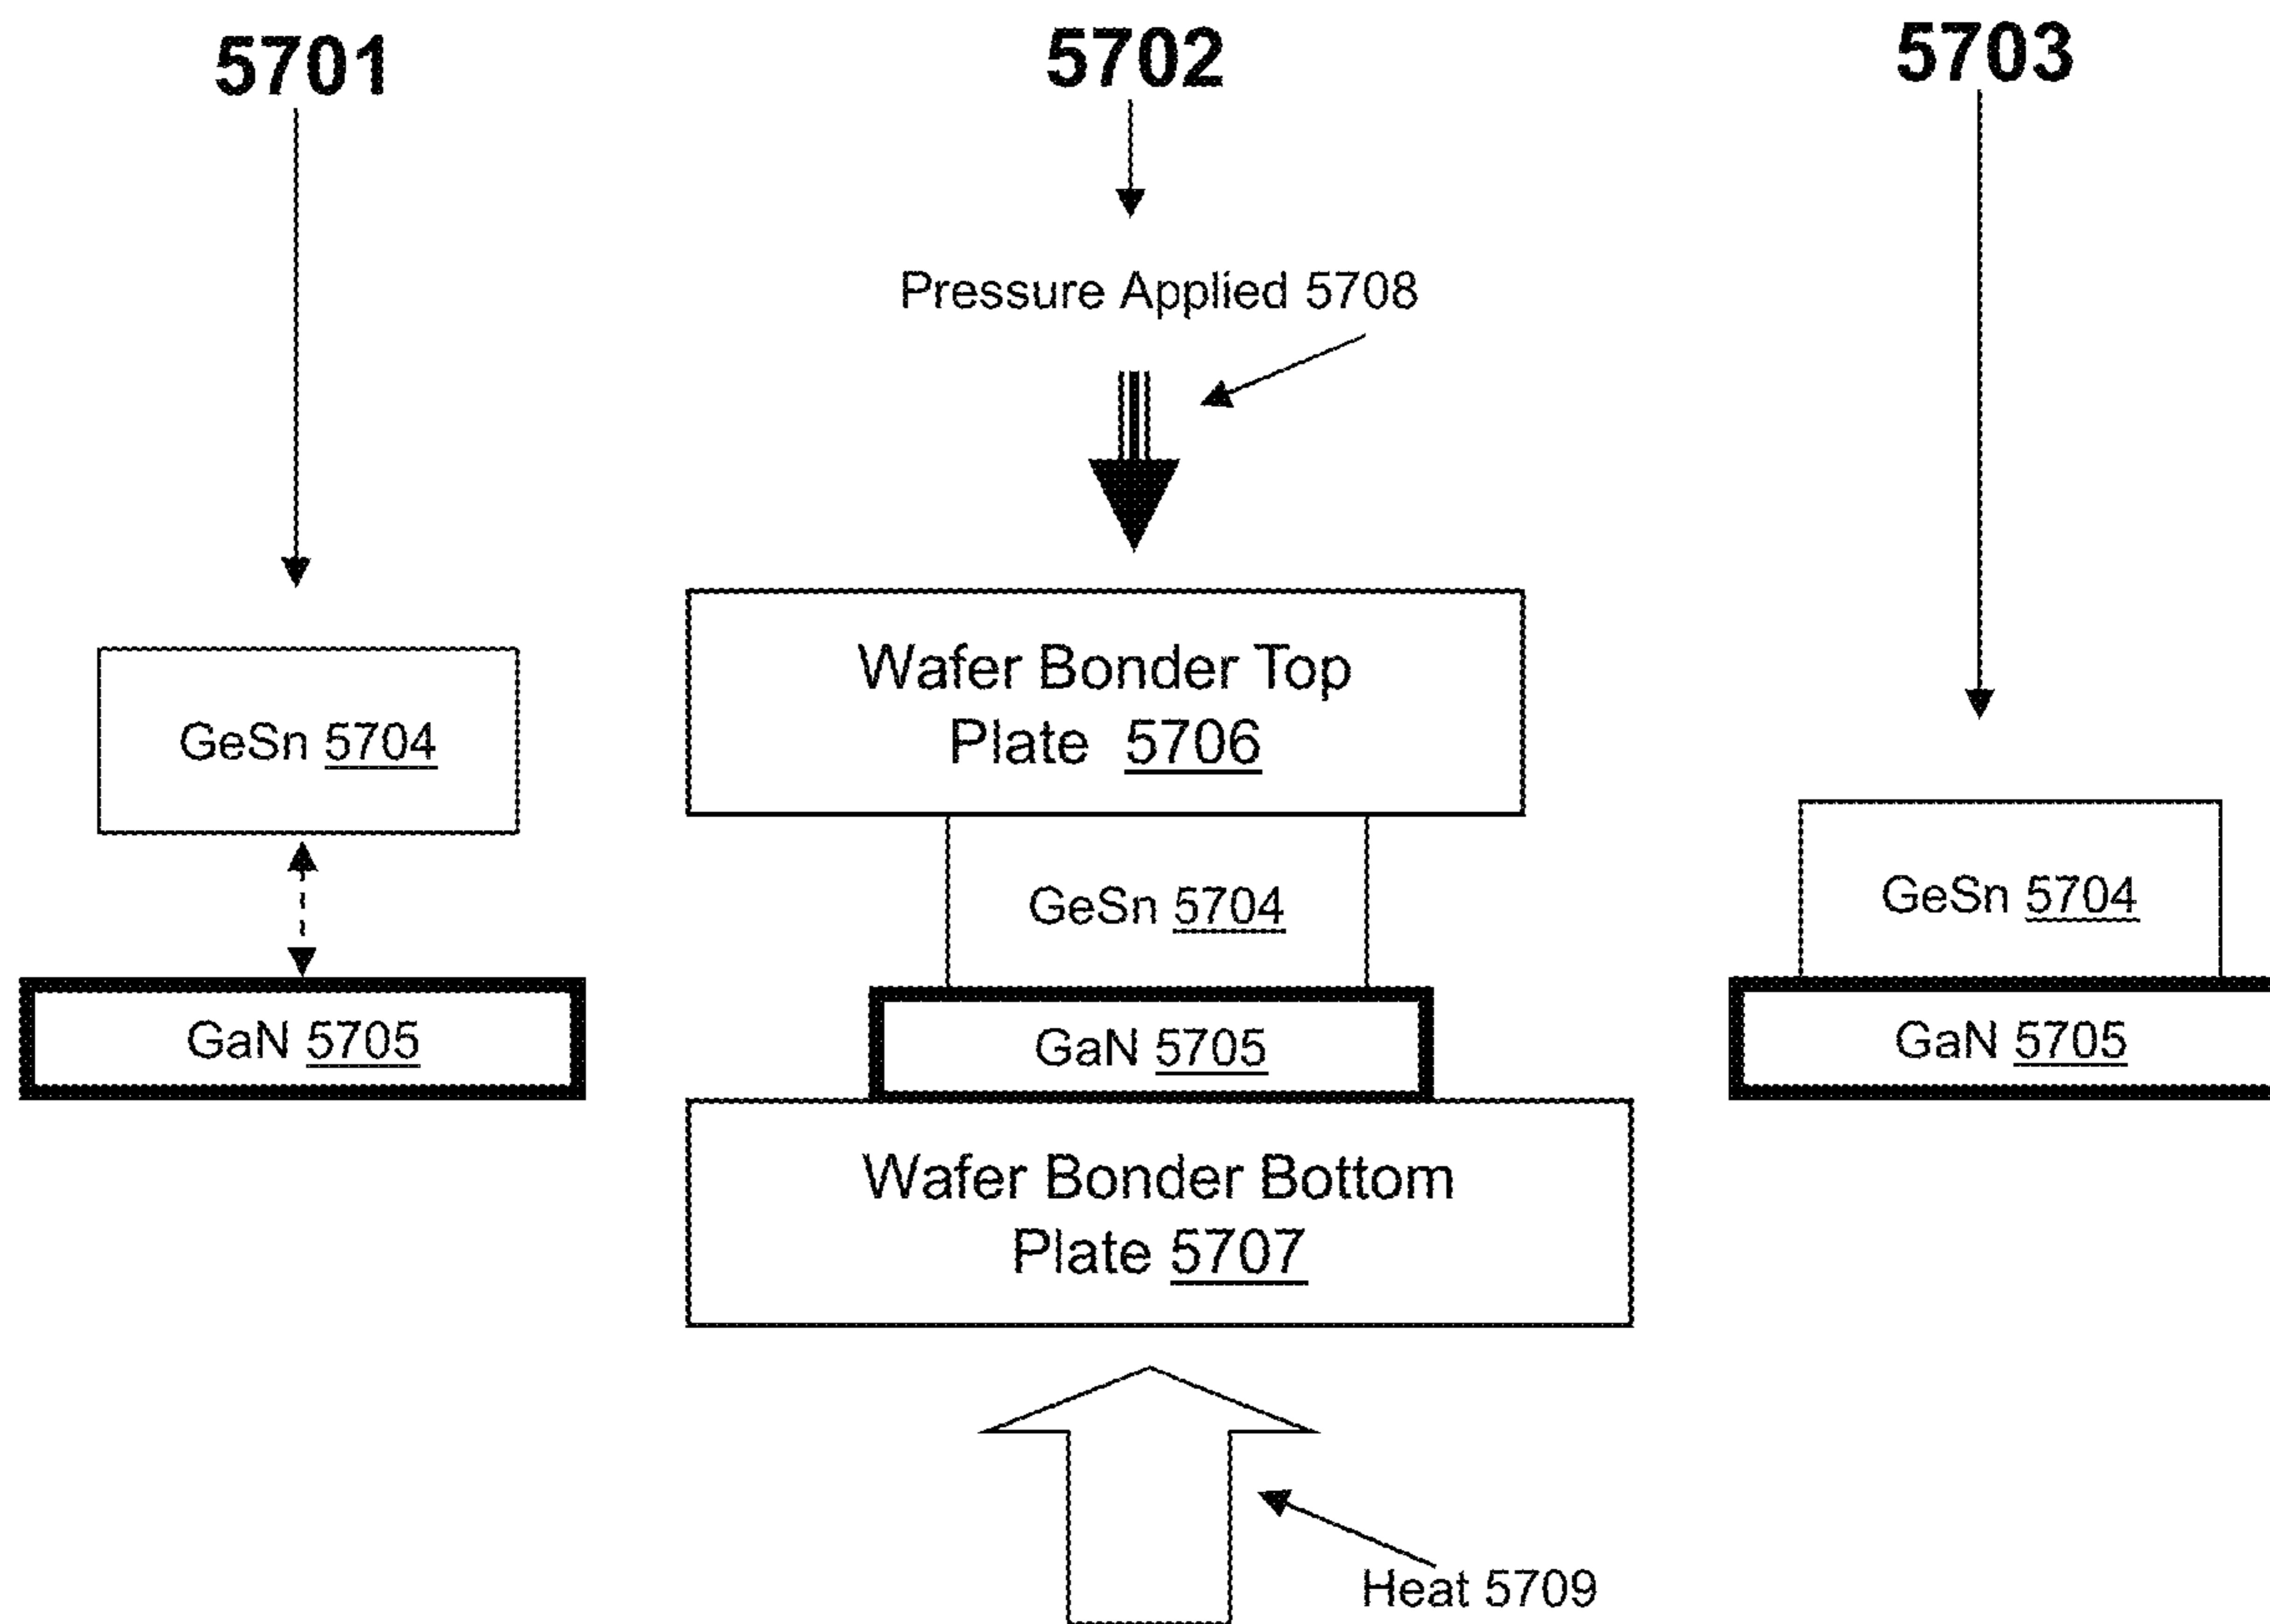 5701
5702
5703
Pressure Applied 5708
Wafer Bonder Top
Plate 5706
GeSn 5704
GeSn 5704
GeSn 5704
GaN 5705
GaN 5705
GaN 5705
Wafer Bonder Bottom
Plate 5707
Heat 5709